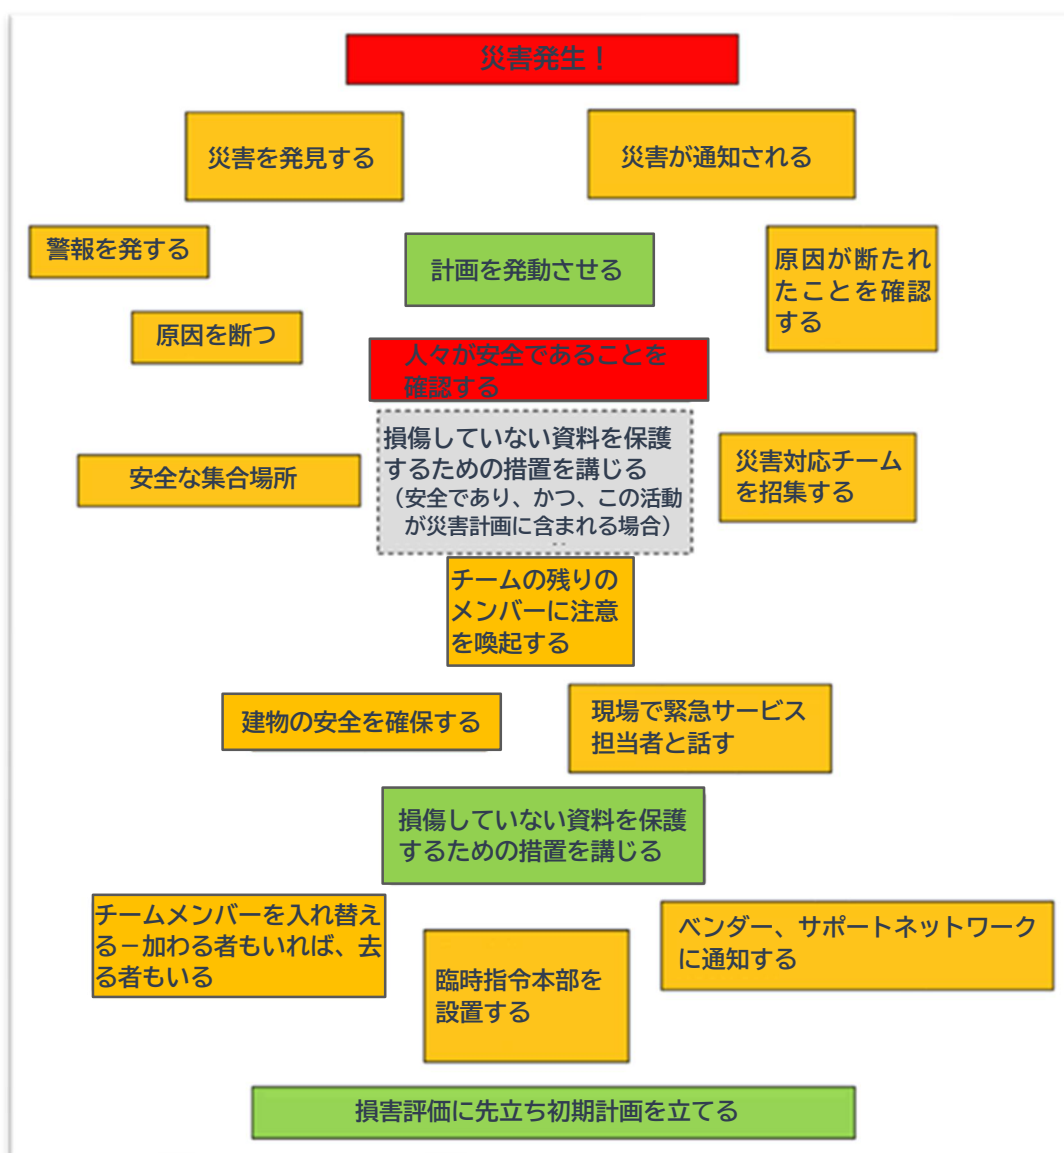 災害発生！
災害を発見する
災害が通知される
警報を発する
計画を発動させる
原因が断たれ
たことを確認
する
原因を断つ
人々が安全であることを
確認する
損傷していない資料を保護
するための措置を講じる
（安全であり、かつ、この活動
が災害計画に含まれる場合）
安全な集合場所
災害対応チーム
を招集する
チームの残りの
メンバーに注意
を喚起する
建物の安全を確保する
現場で緊急サービス
担当者と話す
損傷していない資料を保護
するための措置を講じる
チームメンバーを入れ替え
る－加わる者もいれば、去
る者もいる
臨時指令本部を
設置する
ベンダー、サポートネットワーク
に通知する
損害評価に先立ち初期計画を立てる